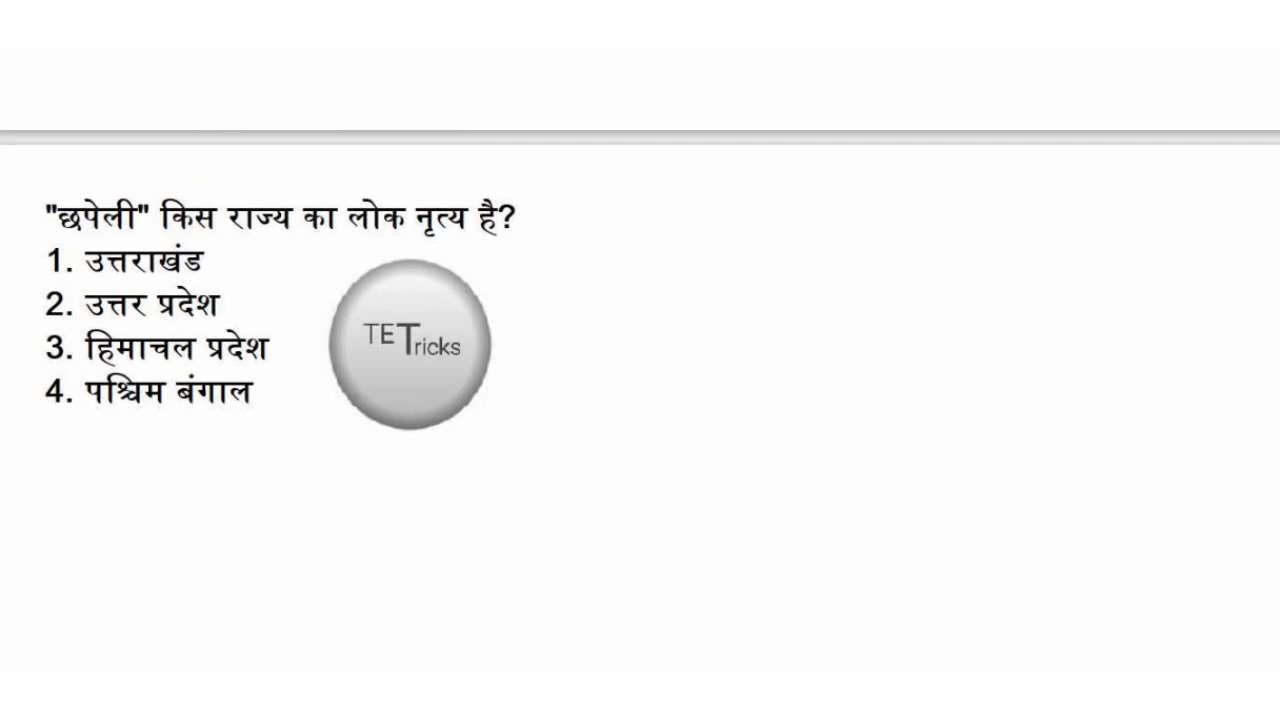 "छपेली" किस राज्य का लोक नृत्य है?
1. उत्तराखंड
2. उत्तर प्रदेश
3. हिमाचल प्रदेश
4. पश्चिम बंगाल
TETricks